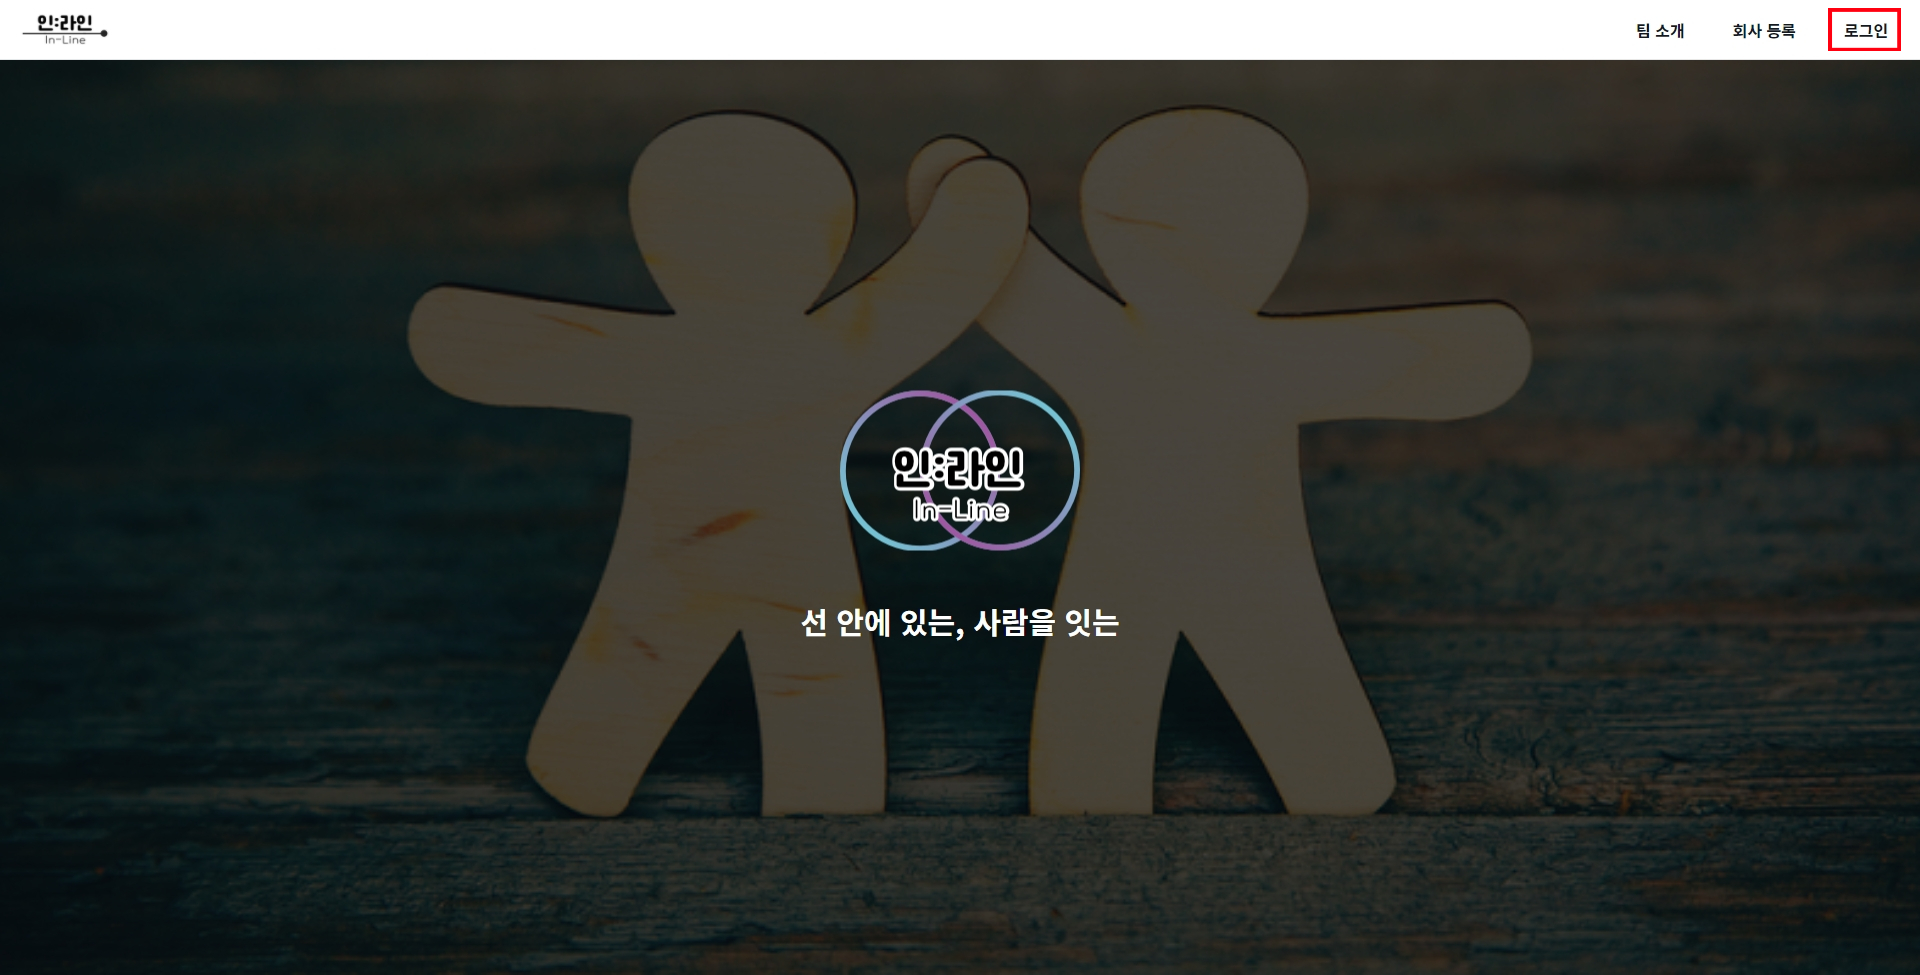 인:라인
In-Line
팀 소개
회사 등록
로그인
인:라인
In-Line
선 안에 있는, 사람을 잇는